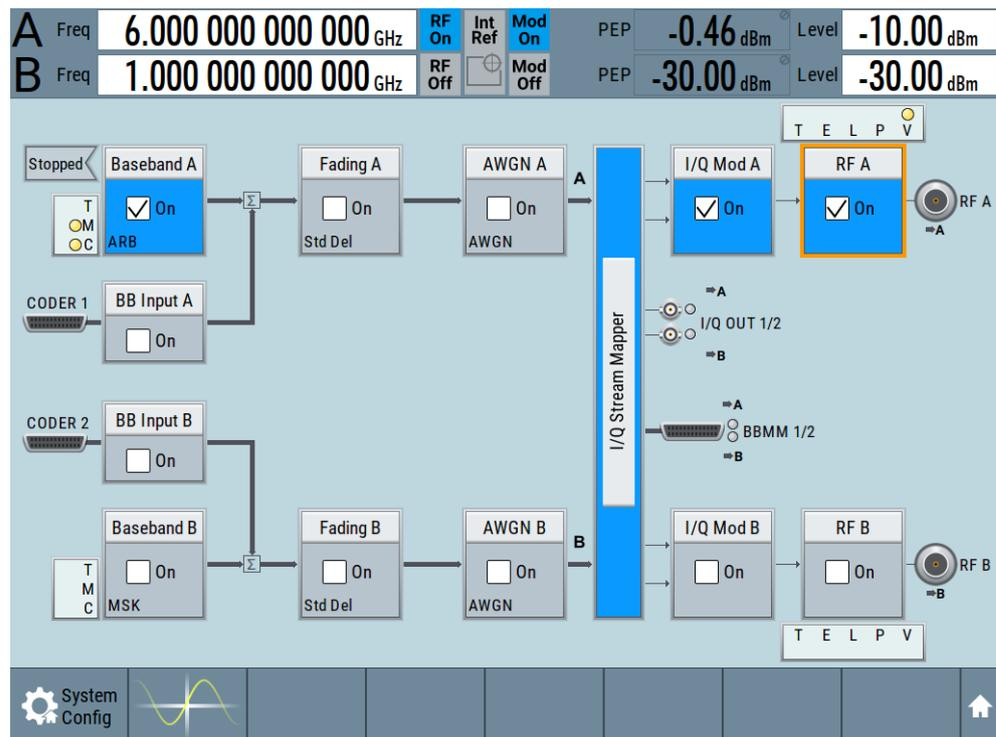 A Freq 6.000 000 000 000 GHz RF On Int Ref Mod On PEP -0.46 dBm Level -10.00 dBm
B Freq 1.000 000 000 000 GHz RF Off Mod Off PEP -30.00 dBm Level -30.00 dBm
T E L P V
Stopped Baseband A Fading A AWGN A A I/Q Mod A RF A
T
M
C
On On On On On RF A
ARB Std Del AWGN
A
CODER 1 BB Input A
On
A
I/Q OUT 1/2
B
I/Q Stream Mapper
CODER 2 BB Input B
On
A
BBMM 1/2
B
Baseband B Fading B AWGN B B I/Q Mod B RF B
T
M
C
On On On On On RF B
MSK Std Del AWGN
B
Σ
Σ
T E L P V
System
Config